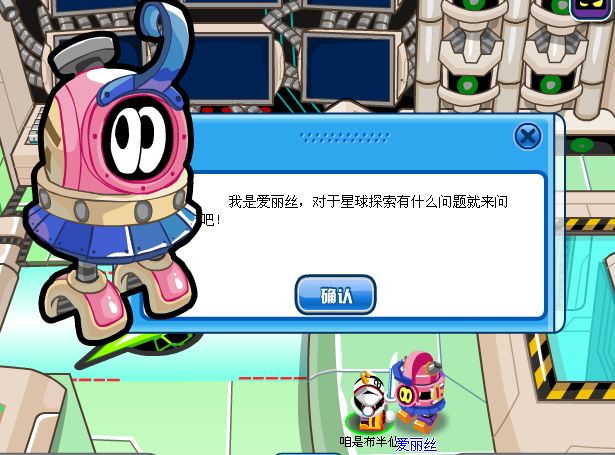 我是爱丽丝，对于星球探索有什么问题就来问
吧！
确认
咱是布半仙
爱丽丝